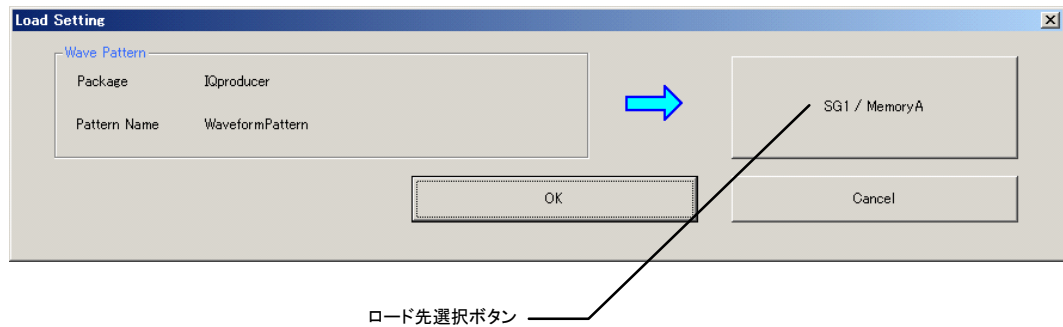 Load Setting
Wave Pattern
Package IQproducer
Pattern Name WaveformPattern
SG1 / MemoryA
OK
Cancel
ロード先選択ボタン